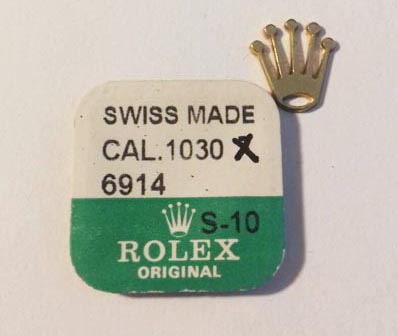 SWISS MADE
CAL.1030 X
6914
S-10
ROLEX
ORIGINAL